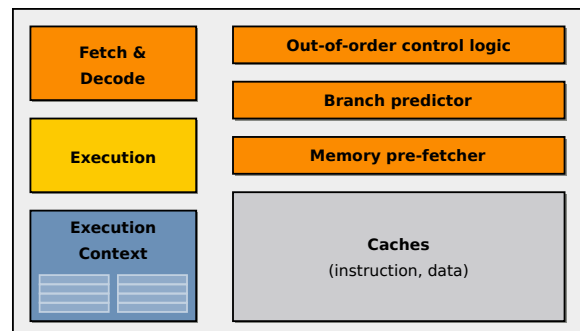 Fetch &
Decode
Execution
Execution
Context
Out-of-order control logic
Branch predictor
Memory pre-fetcher
Caches
(instruction, data)